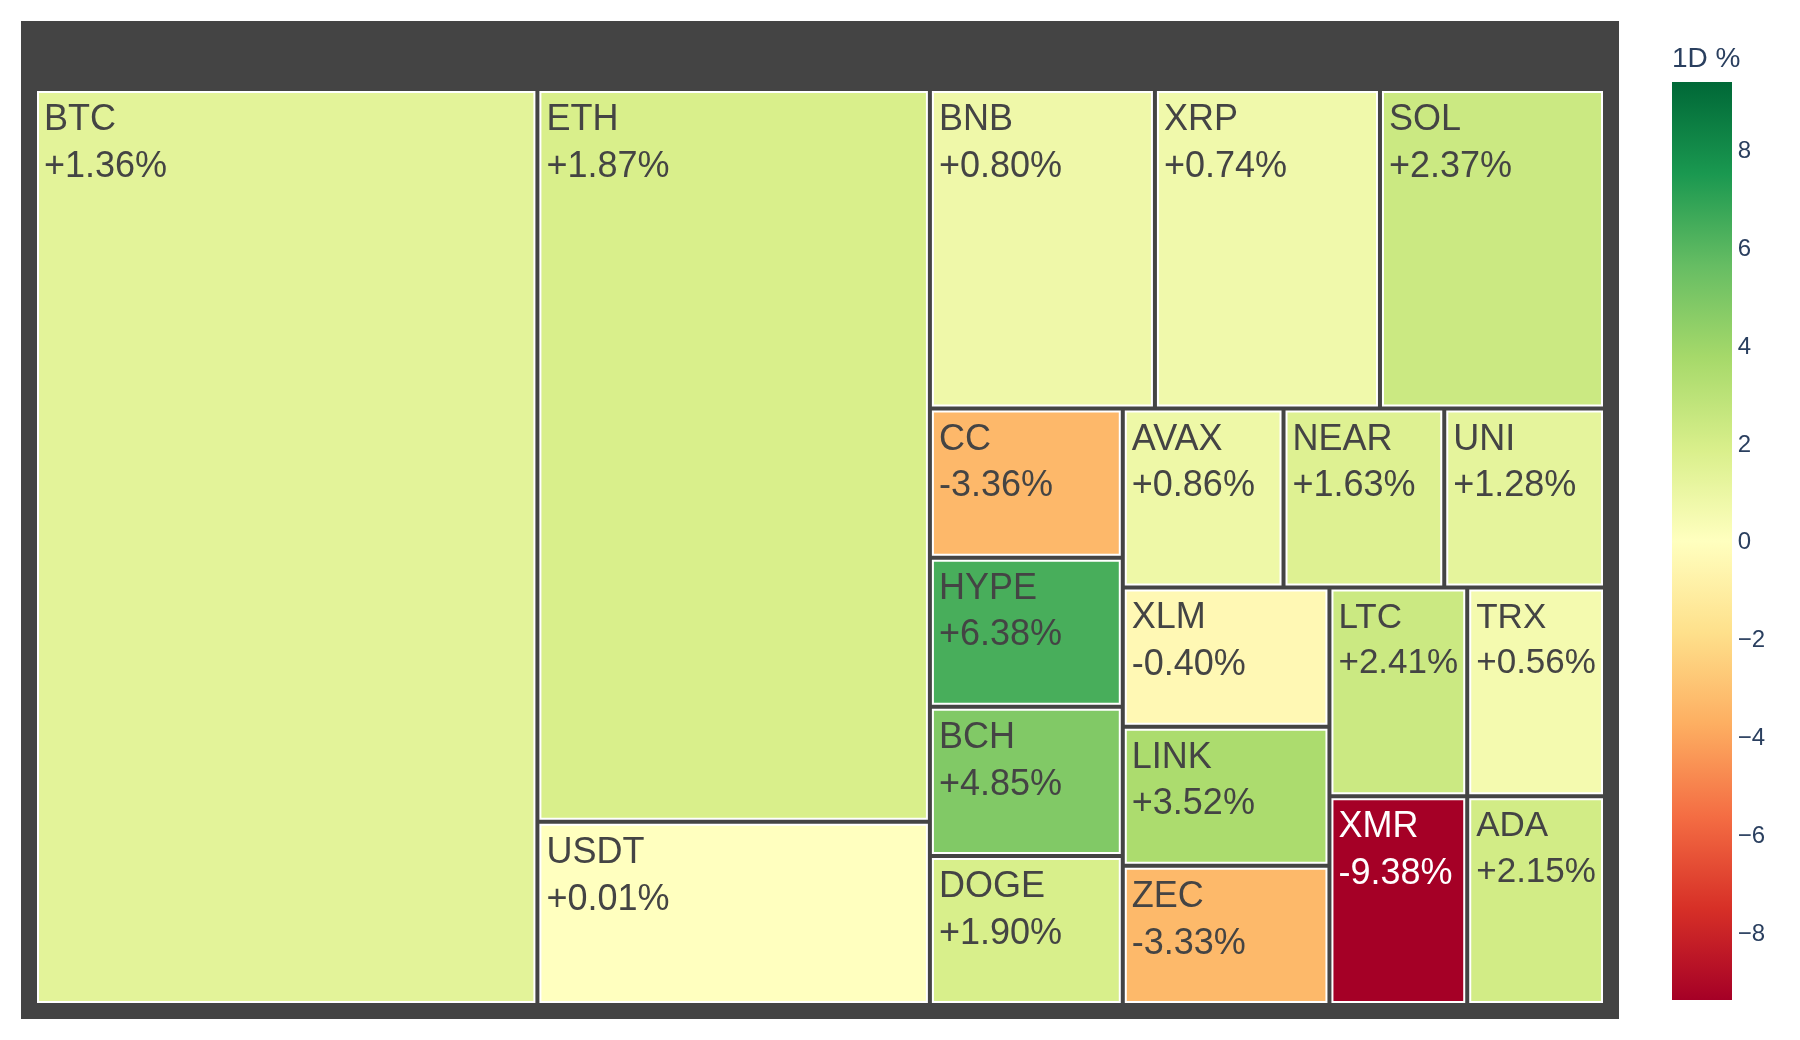 1D %
BTC
+1.36%
ETH
+1.87%
USDT
+0.01%
BNB
+0.80%
XRP
+0.74%
SOL
+2.37%
CC
-3.36%
HYPE
+6.38%
BCH
+4.85%
DOGE
+1.90%
AVAX
+0.86%
NEAR
+1.63%
UNI
+1.28%
XLM
-0.40%
LINK
+3.52%
ZEC
-3.33%
LTC
+2.41%
TRX
+0.56%
XMR
-9.38%
ADA
+2.15%
8
6
4
2
0
−2
−4
−6
−8